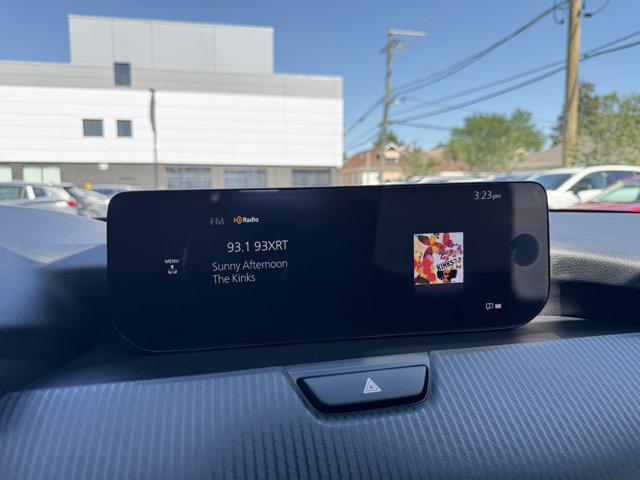 3:23pm
FM HD Radio
93.1 93XRT
MENU
Sunny Afternoon
The Kinks
KINKS